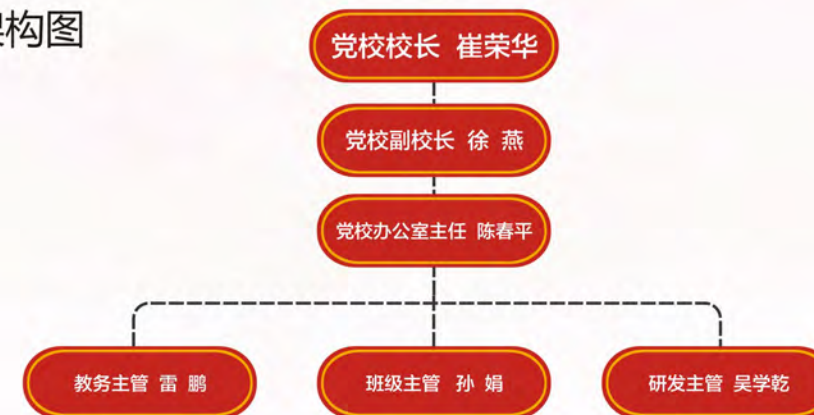 构图
党校校长 崔荣华
党校副校长 徐 燕
党校办公室主任 陈春平
教务主管 雷 鹏
班级主管 孙 娟
研发主管 吴学乾